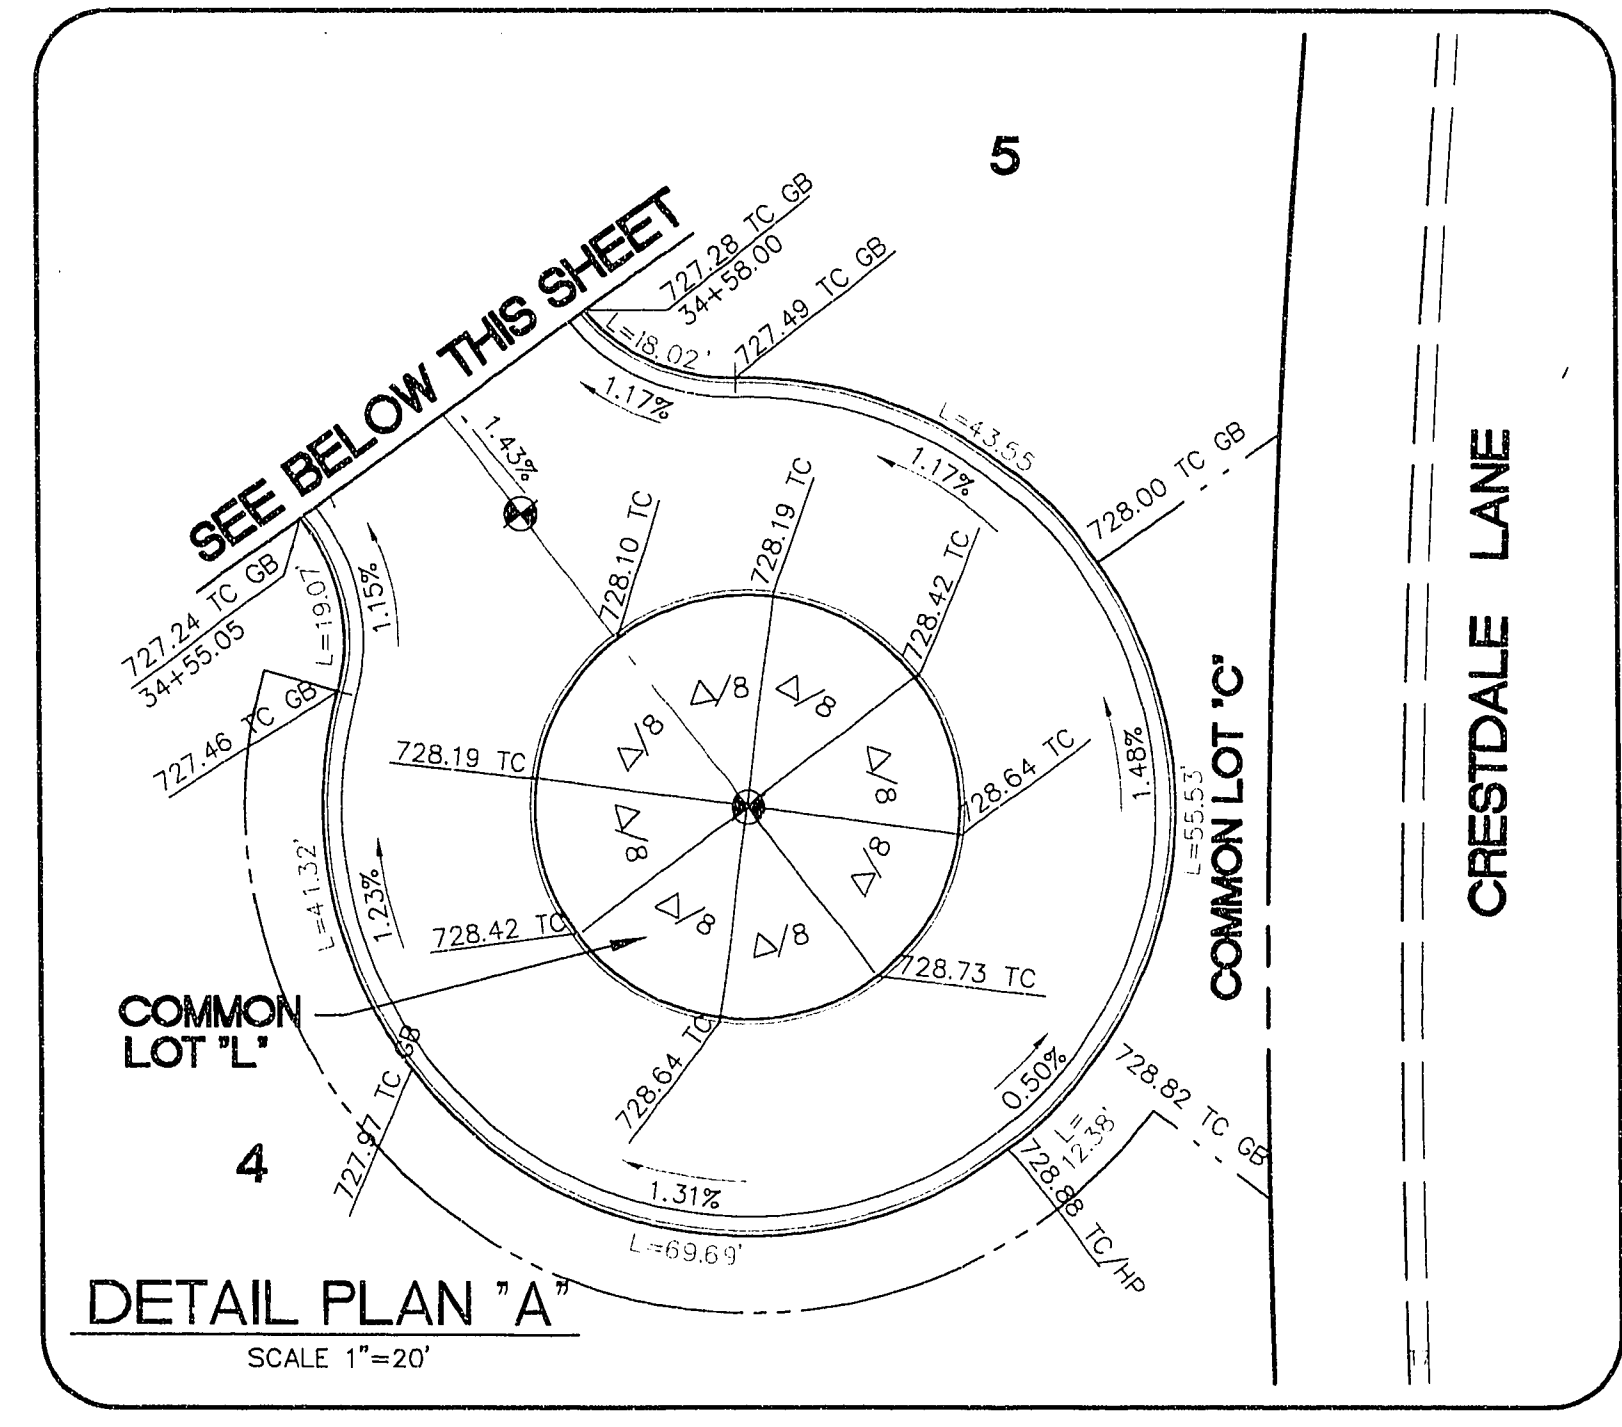 5
SEE BELOW THIS SHEET
727.28 TC GB
34+58.00
727.49 TC GB
L=18.02'
1.17%
L=43.55
1.17%
728.00 TC GB
1.43%
728.10 TC
728.19 TC
728.42 TC
727.24 TC GB
34+55.05
L=19.07'
1.15%
727.46 TC GB
728.19 TC
Δ/8
Δ/8
Δ/8
Δ/8
728.64 TC
1.48%
L=55.53'
COMMON LOT "C"
CRESTDALE LANE
L=41.32'
1.23%
Δ/8
Δ/8
Δ/8
Δ/8
728.42 TC
728.73 TC
COMMON
LOT "L"
727.97 TC GB
728.64 TC
0.50%
728.82 TC GB
L=
12.38'
728.88 TC/HP
4
1.31%
L=69.69'
DETAIL PLAN "A"
SCALE 1"=20'